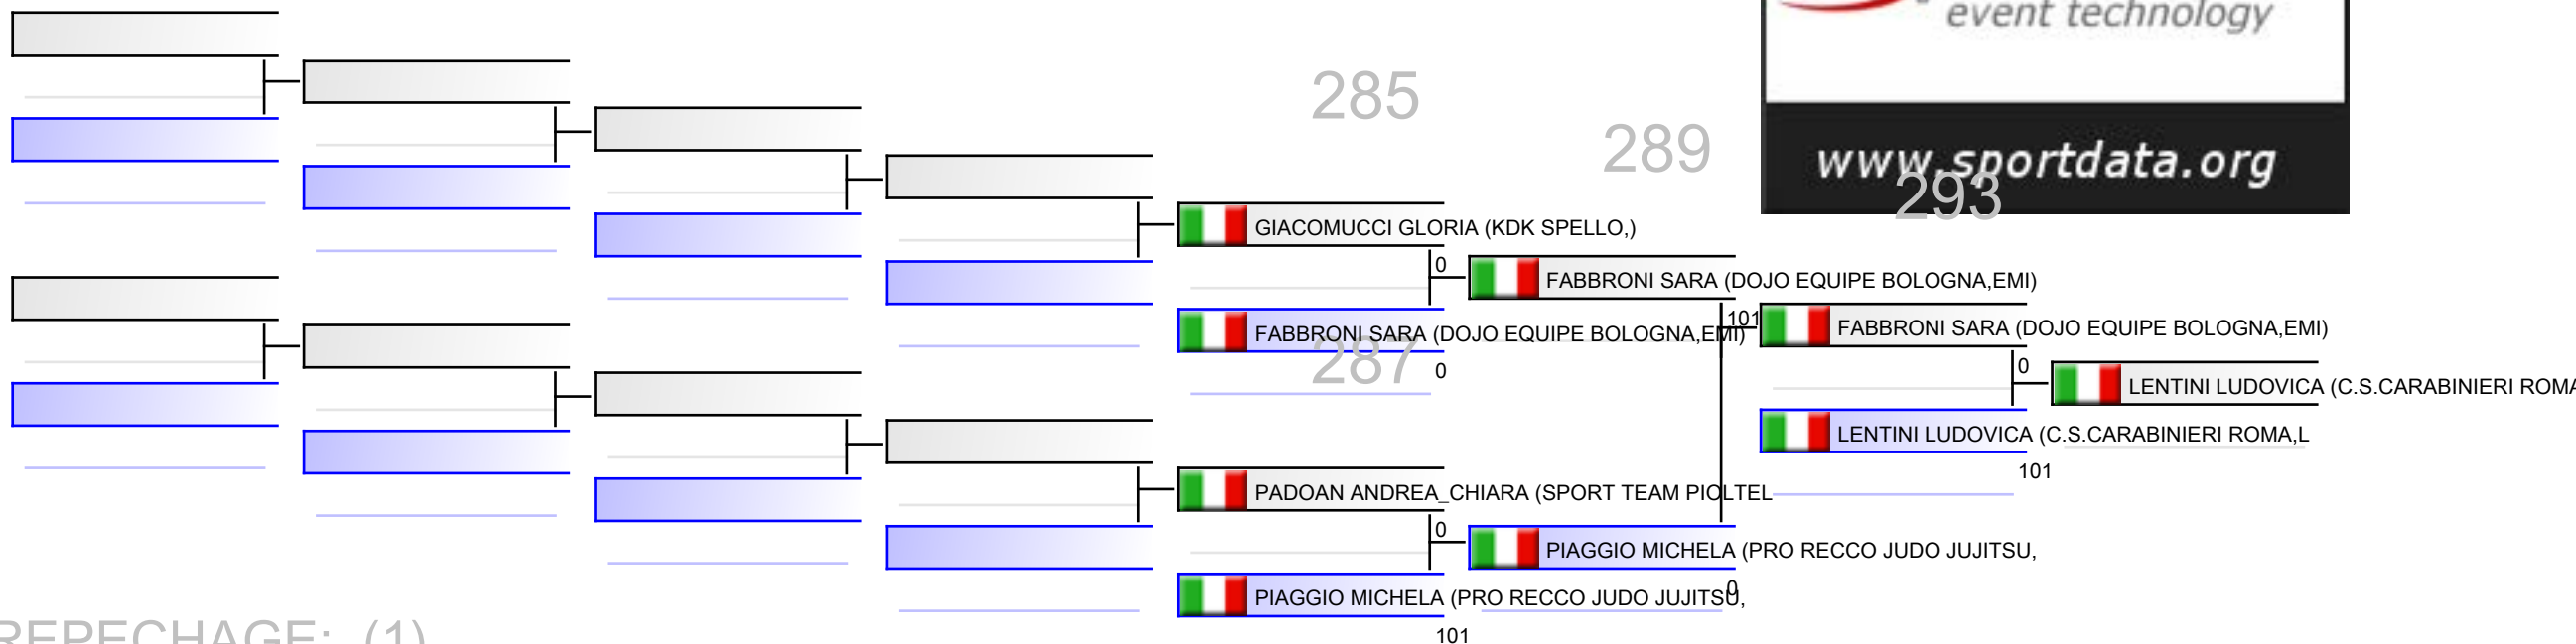 event technology
285
289
www.sportdata.org
293
GIACOMUCCI GLORIA (KDK SPELLO,)
0
FABBRONI SARA (DOJO EQUIPE BOLOGNA,EMI)
101
FABBRONI SARA (DOJO EQUIPE BOLOGNA,EMI)
FABBRONI SARA (DOJO EQUIPE BOLOGNA,EMI)
287
0
0
LENTINI LUDOVICA (C.S.CARABINIERI ROMA
LENTINI LUDOVICA (C.S.CARABINIERI ROMA,L
101
PADOAN ANDREA_CHIARA (SPORT TEAM PIOLTEL
0
PIAGGIO MICHELA (PRO RECCO JUDO JUJITSU,
0
PIAGGIO MICHELA (PRO RECCO JUDO JUJITSU,
101
REPECHAGE: (1)